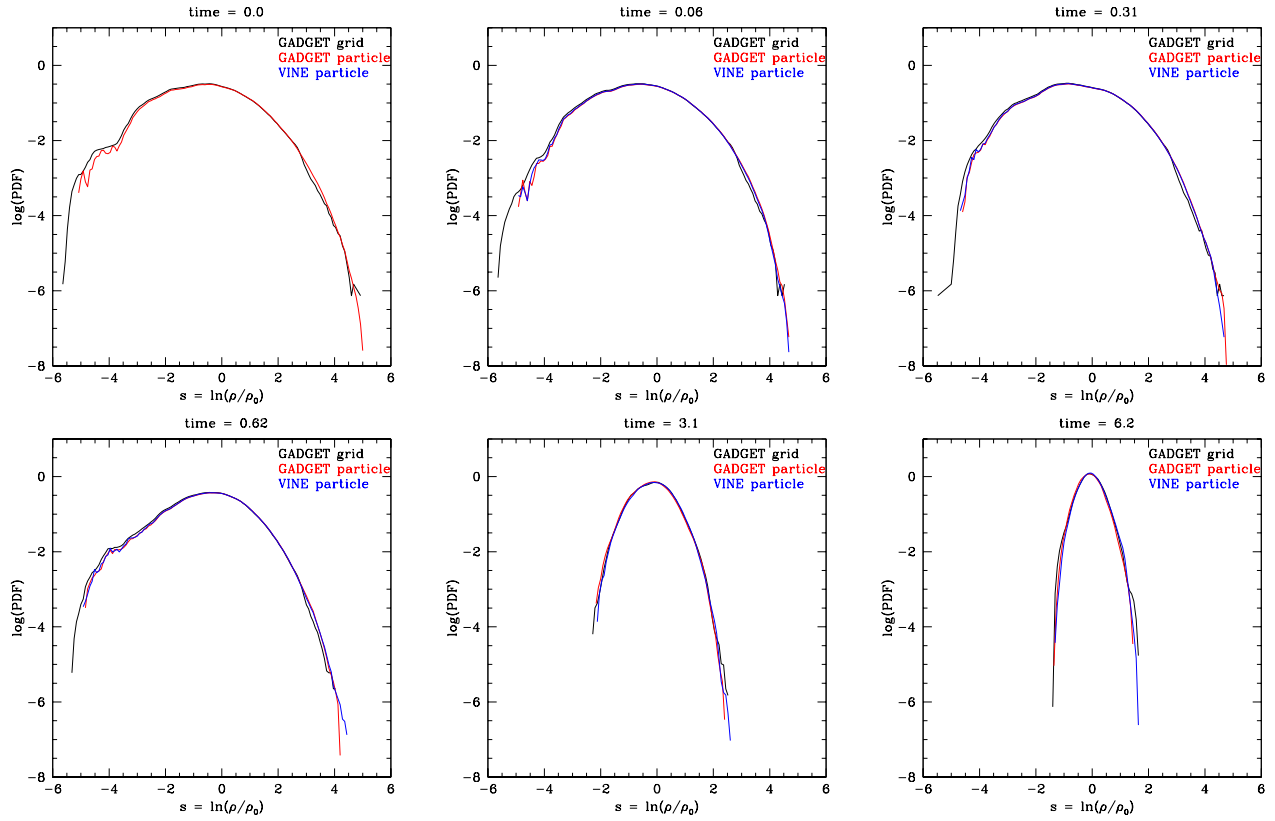 time = 0.0
GADGET grid
GADGET particle
VINE particle
log(PDF)
0
−2
−4
−6
−8
−6 −4 −2 0 2 4 6
s = ln(ρ/ρ₀)
time = 0.06
GADGET grid
GADGET particle
VINE particle
log(PDF)
0
−2
−4
−6
−8
−6 −4 −2 0 2 4 6
s = ln(ρ/ρ₀)
time = 0.31
GADGET grid
GADGET particle
VINE particle
log(PDF)
0
−2
−4
−6
−8
−6 −4 −2 0 2 4 6
s = ln(ρ/ρ₀)
time = 0.62
GADGET grid
GADGET particle
VINE particle
log(PDF)
0
−2
−4
−6
−8
−6 −4 −2 0 2 4 6
s = ln(ρ/ρ₀)
time = 3.1
GADGET grid
GADGET particle
VINE particle
log(PDF)
0
−2
−4
−6
−8
−6 −4 −2 0 2 4 6
s = ln(ρ/ρ₀)
time = 6.2
GADGET grid
GADGET particle
VINE particle
log(PDF)
0
−2
−4
−6
−8
−6 −4 −2 0 2 4 6
s = ln(ρ/ρ₀)